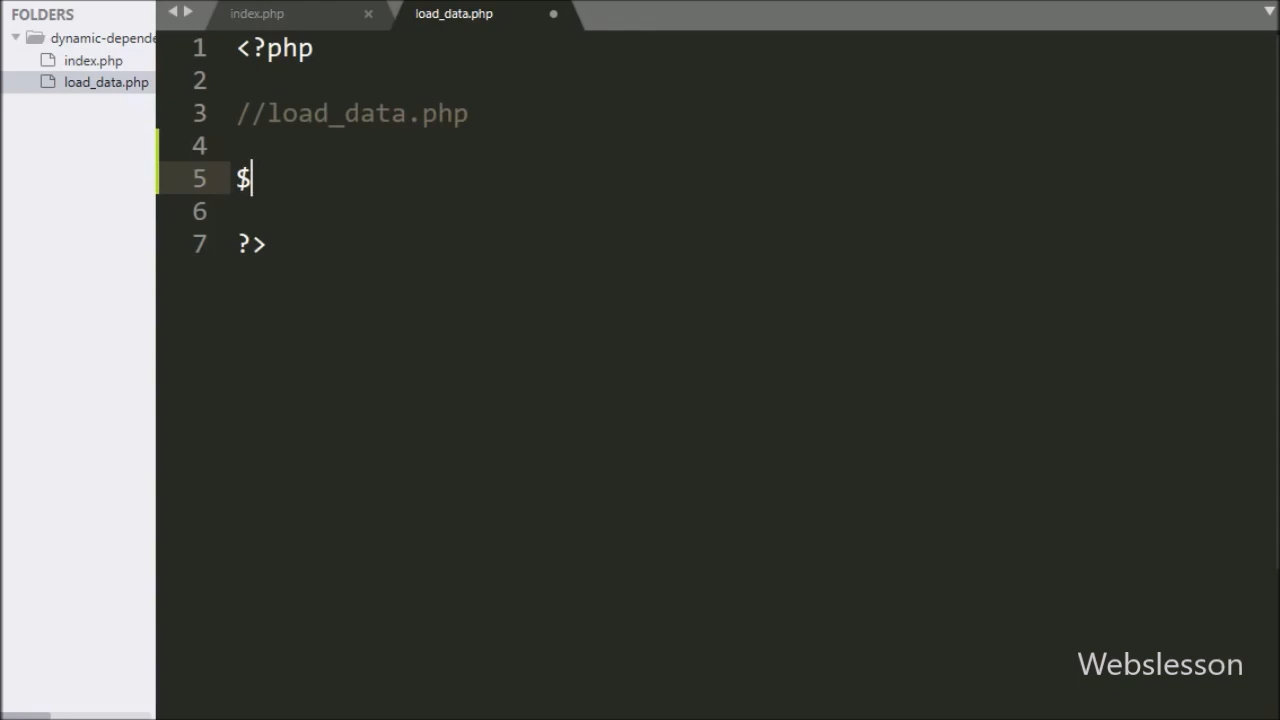 FOLDERS
dynamic-depende
index.php
load_data.php
index.php ×
load_data.php
1 <?php
2
3 //load_data.php
4
5 $
6
7 ?>
Webslesson